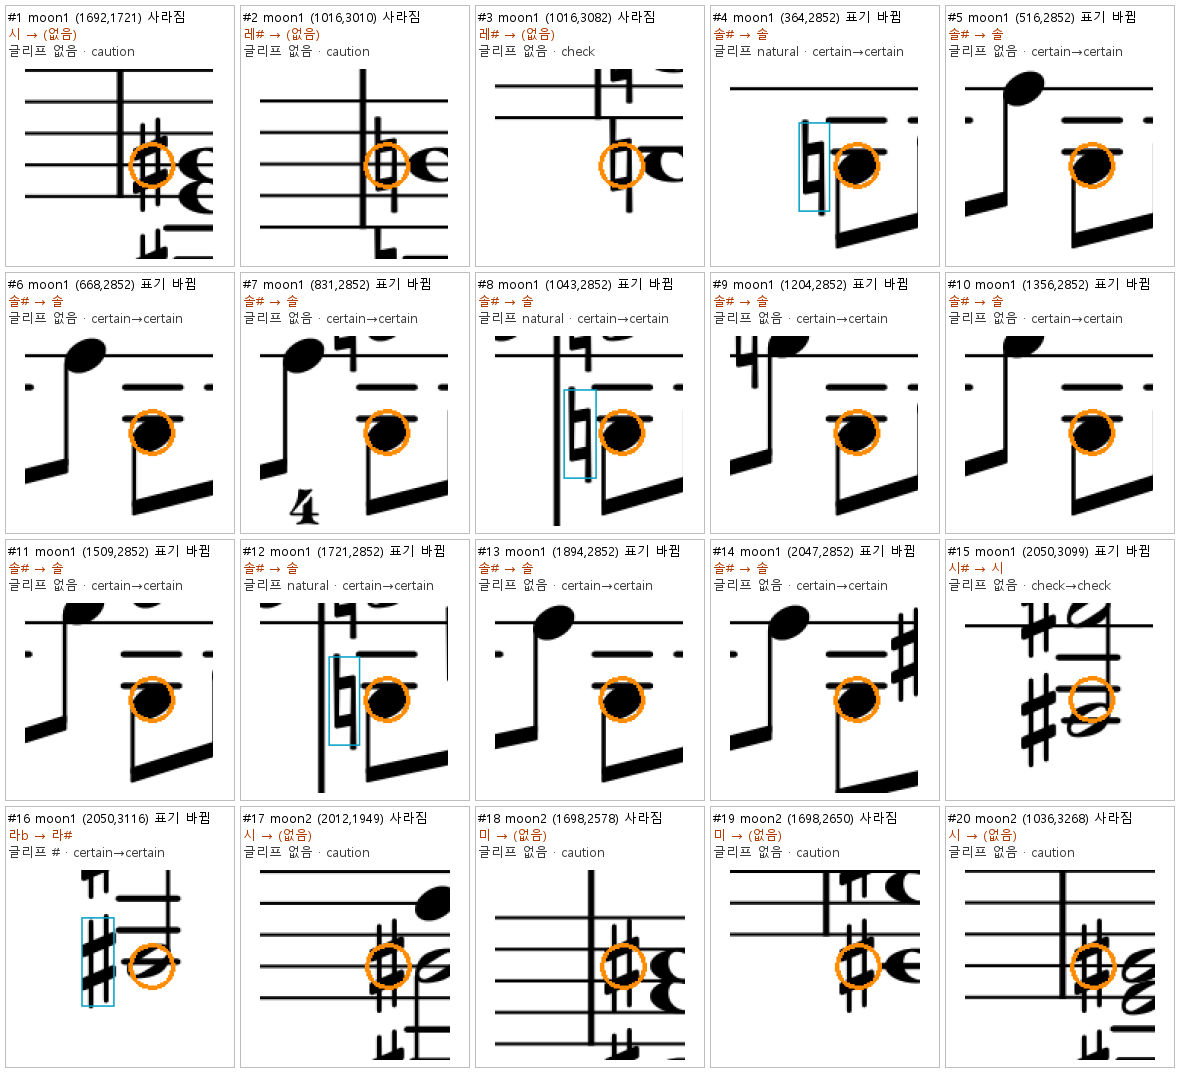 #1 moon1 (1692,1721) 사라짐
시 → (없음)
글리프 없음 · caution
#2 moon1 (1016,3010) 사라짐
레# → (없음)
글리프 없음 · caution
#3 moon1 (1016,3082) 사라짐
레# → (없음)
글리프 없음 · check
#4 moon1 (364,2852) 표기 바뀜
솔# → 솔
글리프 natural · certain→certain
#5 moon1 (516,2852) 표기 바뀜
솔# → 솔
글리프 없음 · certain→certain
#6 moon1 (668,2852) 표기 바뀜
솔# → 솔
글리프 없음 · certain→certain
#7 moon1 (831,2852) 표기 바뀜
솔# → 솔
글리프 없음 · certain→certain
4
#8 moon1 (1043,2852) 표기 바뀜
솔# → 솔
글리프 natural · certain→certain
#9 moon1 (1204,2852) 표기 바뀜
솔# → 솔
글리프 없음 · certain→certain
#10 moon1 (1356,2852) 표기 바뀜
솔# → 솔
글리프 없음 · certain→certain
#11 moon1 (1509,2852) 표기 바뀜
솔# → 솔
글리프 없음 · certain→certain
#12 moon1 (1721,2852) 표기 바뀜
솔# → 솔
글리프 natural · certain→certain
#13 moon1 (1894,2852) 표기 바뀜
솔# → 솔
글리프 없음 · certain→certain
#14 moon1 (2047,2852) 표기 바뀜
솔# → 솔
글리프 없음 · certain→certain
#15 moon1 (2050,3099) 표기 바뀜
시# → 시
글리프 없음 · check→check
#16 moon1 (2050,3116) 표기 바뀜
라b → 라#
글리프 # · certain→certain
#17 moon2 (2012,1949) 사라짐
시 → (없음)
글리프 없음 · caution
#18 moon2 (1698,2578) 사라짐
미 → (없음)
글리프 없음 · caution
#19 moon2 (1698,2650) 사라짐
미 → (없음)
글리프 없음 · caution
#20 moon2 (1036,3268) 사라짐
시 → (없음)
글리프 없음 · caution